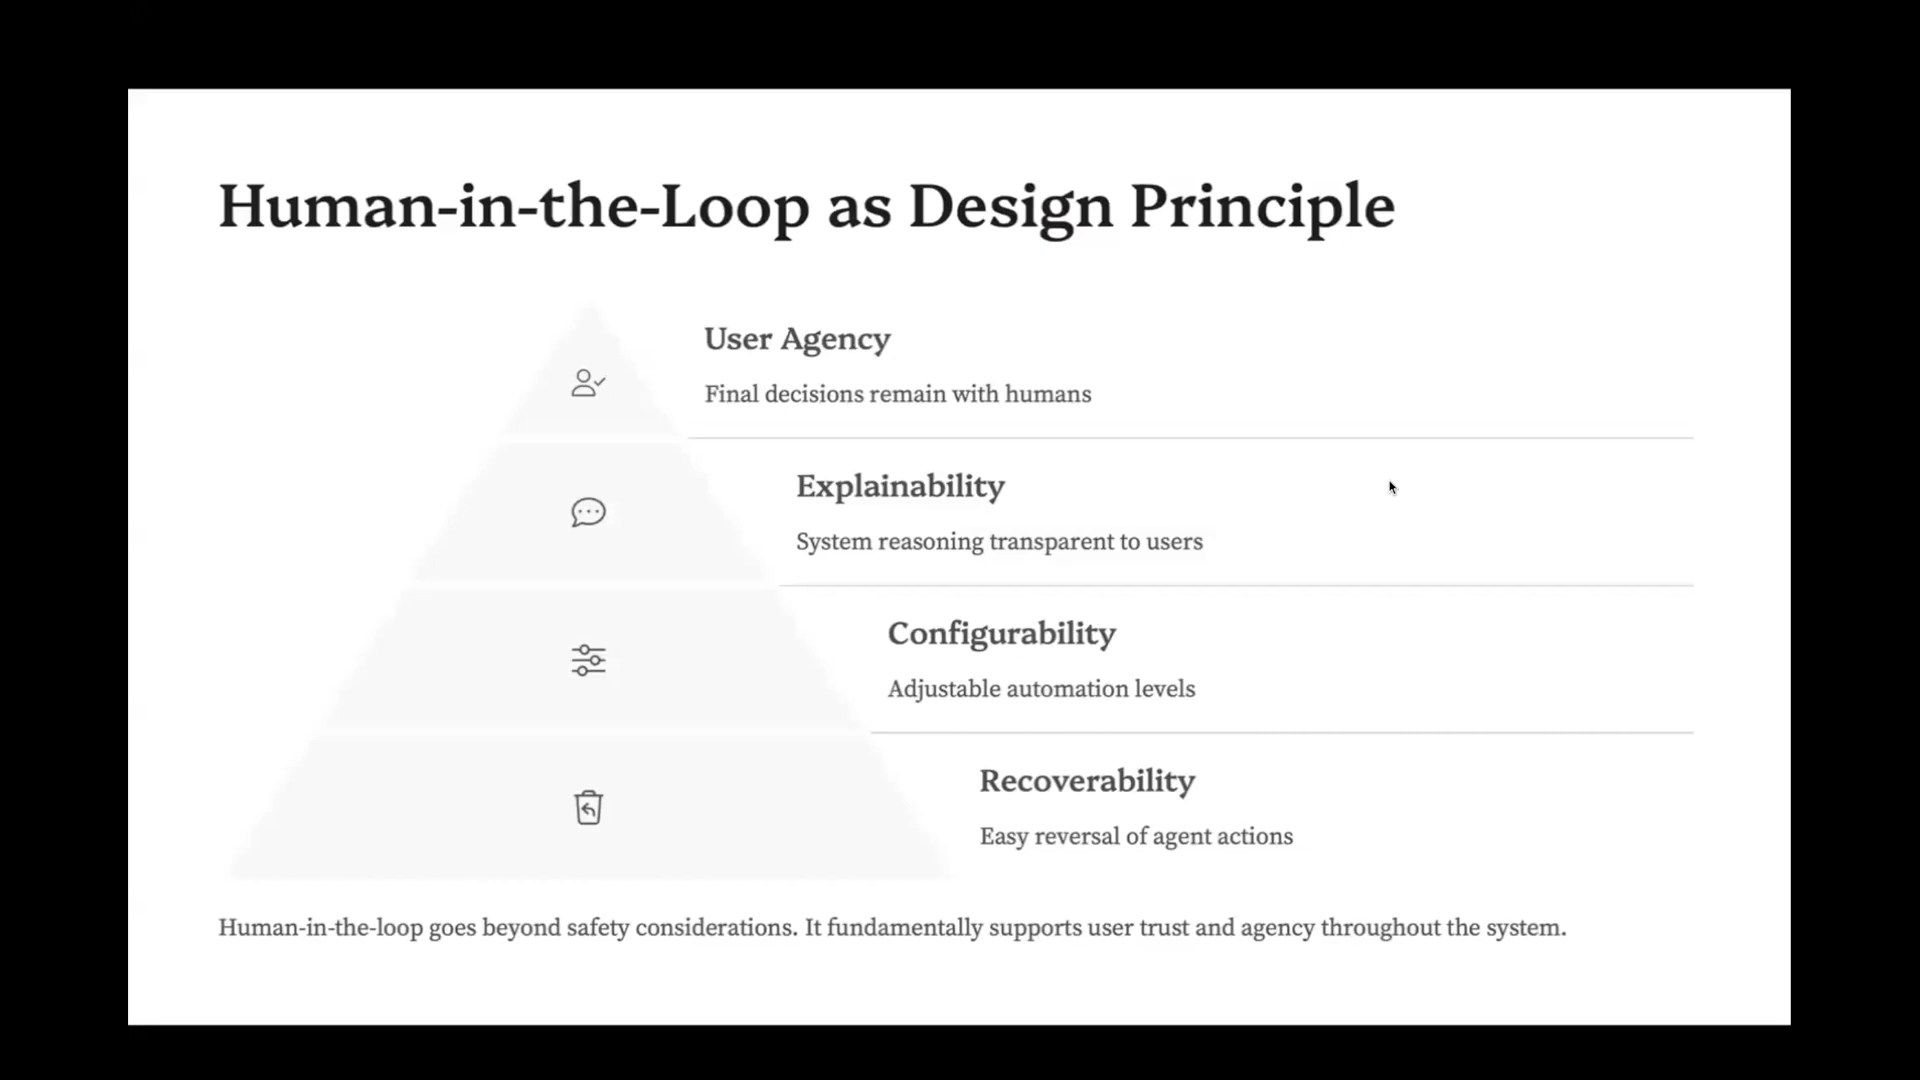 Human-in-the-Loop as Design Principle
User Agency
Final decisions remain with humans
Explainability
System reasoning transparent to users
Configurability
Adjustable automation levels
Recoverability
Easy reversal of agent actions
Human-in-the-loop goes beyond safety considerations. It fundamentally supports user trust and agency throughout the system.